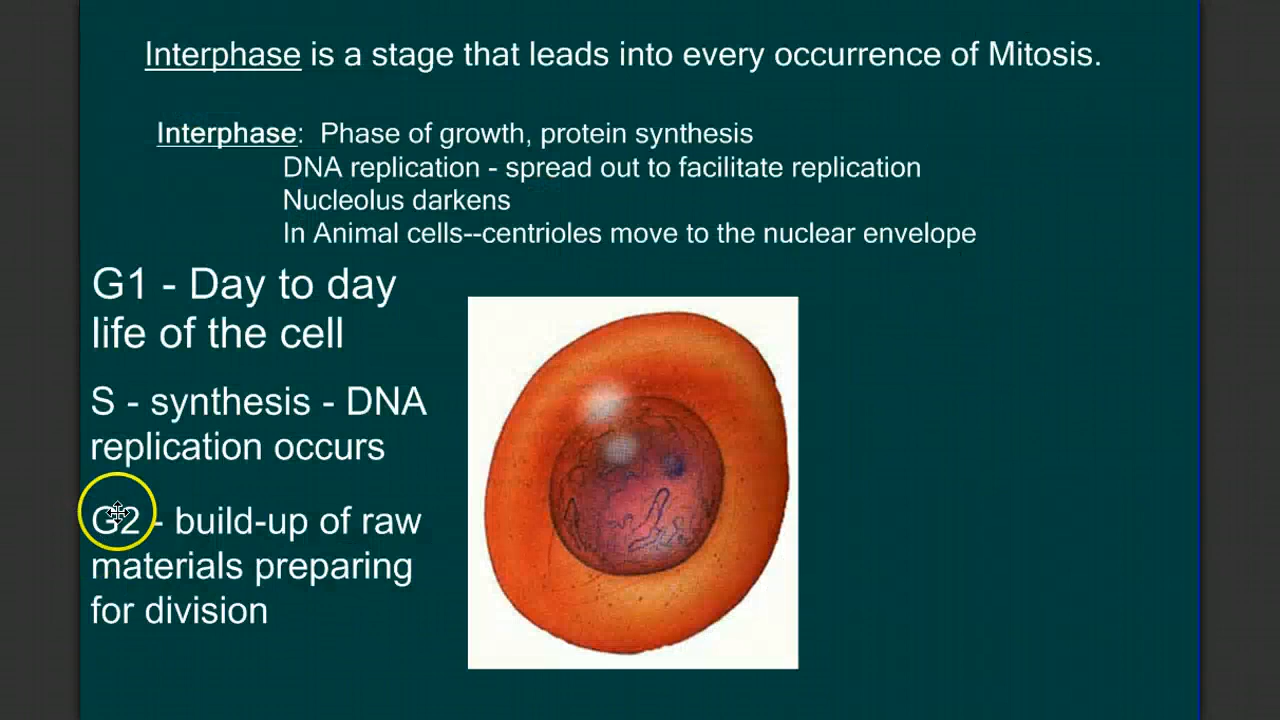 Interphase is a stage that leads into every occurrence of Mitosis.
Interphase: Phase of growth, protein synthesis
DNA replication - spread out to facilitate replication
Nucleolus darkens
In Animal cells--centrioles move to the nuclear envelope
G1 - Day to day
life of the cell
S - synthesis - DNA
replication occurs
G2 - build-up of raw
materials preparing
for division